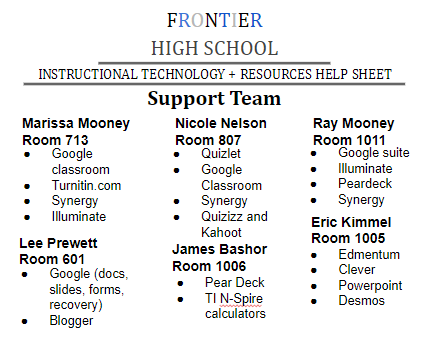 FRONTIER
HIGH SCHOOL
INSTRUCTIONAL TECHNOLOGY + RESOURCES HELP SHEET
Support Team
Marissa Mooney
Room 713
● Google
classroom
● Turnitin.com
● Synergy
● Illuminate
Lee Prewett
Room 601
● Google (docs,
slides, forms,
recovery)
● Blogger
Nicole Nelson
Room 807
● Quizlet
● Google
Classroom
● Synergy
● Quizizz and
Kahoot
James Bashor
Room 1006
● Pear Deck
● TI N-Spire
calculators
Ray Mooney
Room 1011
● Google suite
● Illuminate
● Peardeck
● Synergy
Eric Kimmel
Room 1005
● Edmentum
● Clever
● Powerpoint
● Desmos